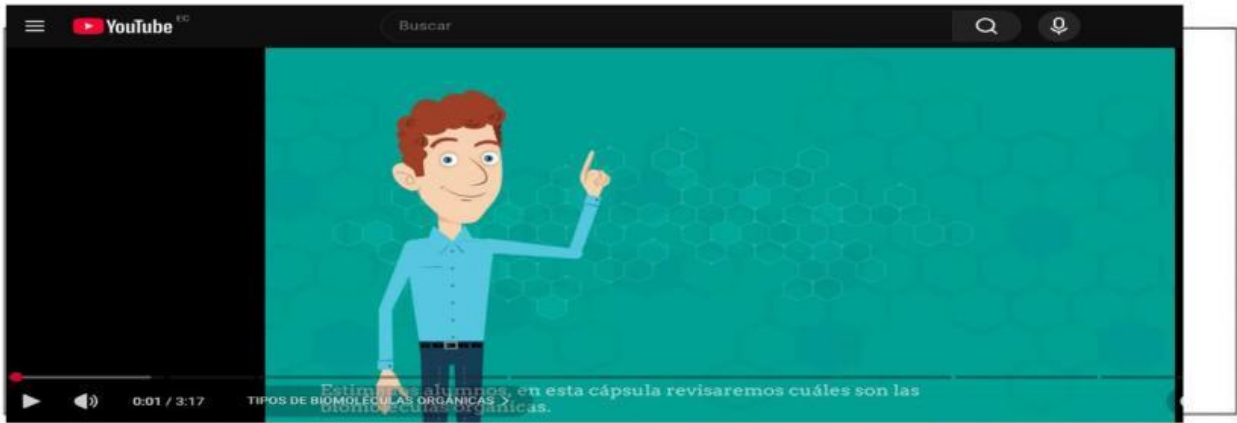 YouTube EC
Buscar
Estimados alumnos, en esta cápsula revisaremos cuáles son las
biomoléculas orgánicas.
0:01 / 3:17 TIPOS DE BIOMOLÉCULAS ORGÁNICAS >